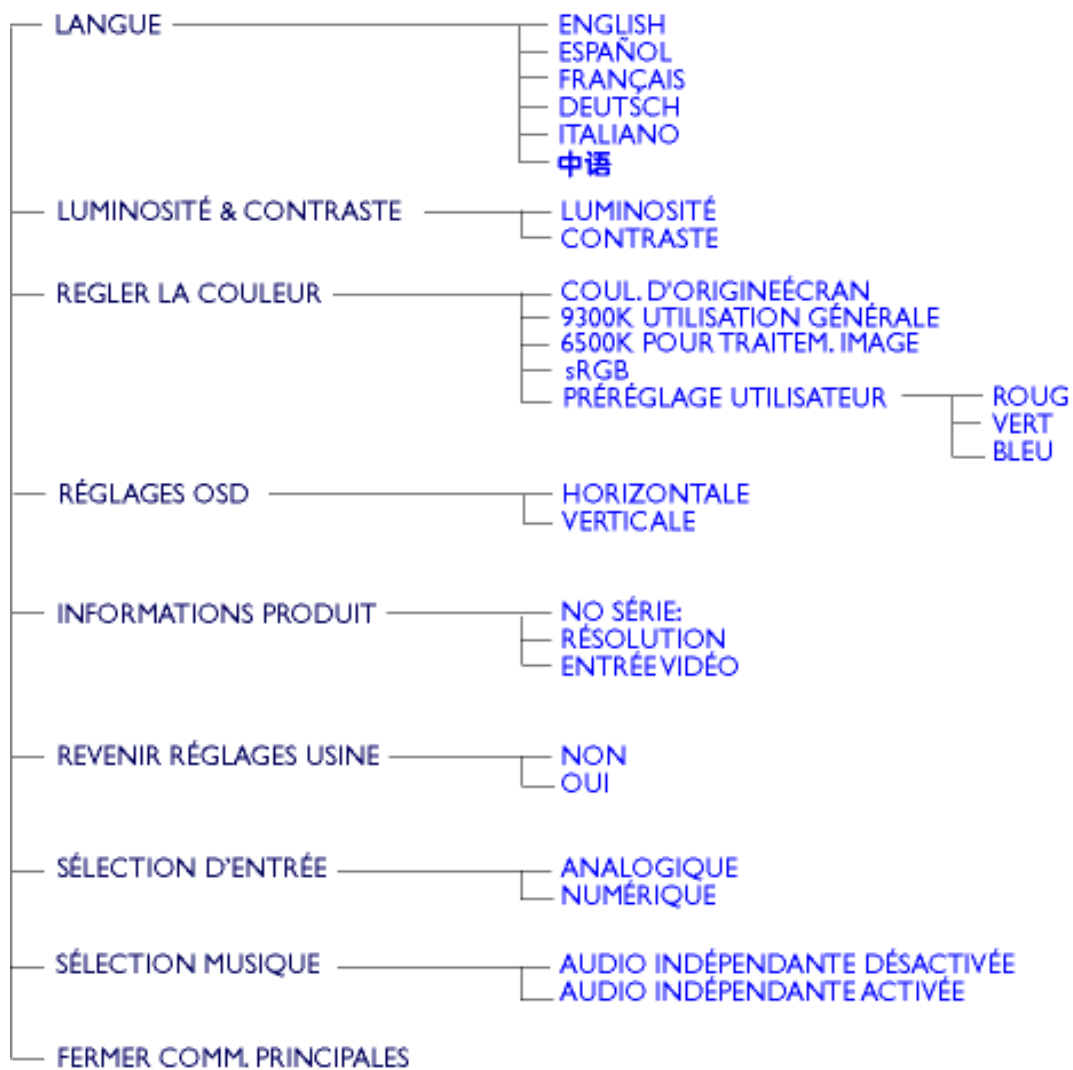 LANGUE
ENGLISH
ESPAÑOL
FRANÇAIS
DEUTSCH
ITALIANO
中语
LUMINOSITÉ & CONTRASTE
LUMINOSITÉ
CONTRASTE
REGLER LA COULEUR
COUL. D'ORIGINEÉCRAN
9300K UTILISATION GÉNÉRALE
6500K POUR TRAITEM. IMAGE
sRGB
PRÉRÉGLAGE UTILISATEUR
ROUG
VERT
BLEU
RÉGLAGES OSD
HORIZONTALE
VERTICALE
INFORMATIONS PRODUIT
NO SÉRIE:
RÉSOLUTION
ENTRÉE VIDÉO
REVENIR RÉGLAGES USINE
NON
OUI
SÉLECTION D'ENTRÉE
ANALOGIQUE
NUMÉRIQUE
SÉLECTION MUSIQUE
AUDIO INDÉPENDANTE DÉSACTIVÉE
AUDIO INDÉPENDANTE ACTIVÉE
FERMER COMM. PRINCIPALES